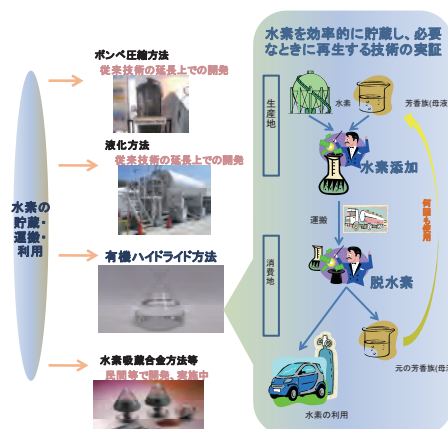 水素の
貯蔵・
運搬・
利用
ボンベ圧縮方法
従来技術の延長上での開発
液化方法
従来技術の延長上での開発
有機ハイドライド方法
水素吸蔵合金方法等
民間等で開発、実施中
水素を効率的に貯蔵し、必要
なときに再生する技術の実証
生産地
水素
芳香族(母液
水素添加
運搬
何度も使用
消費地
脱水素
水素の利用
元の芳香族(母液